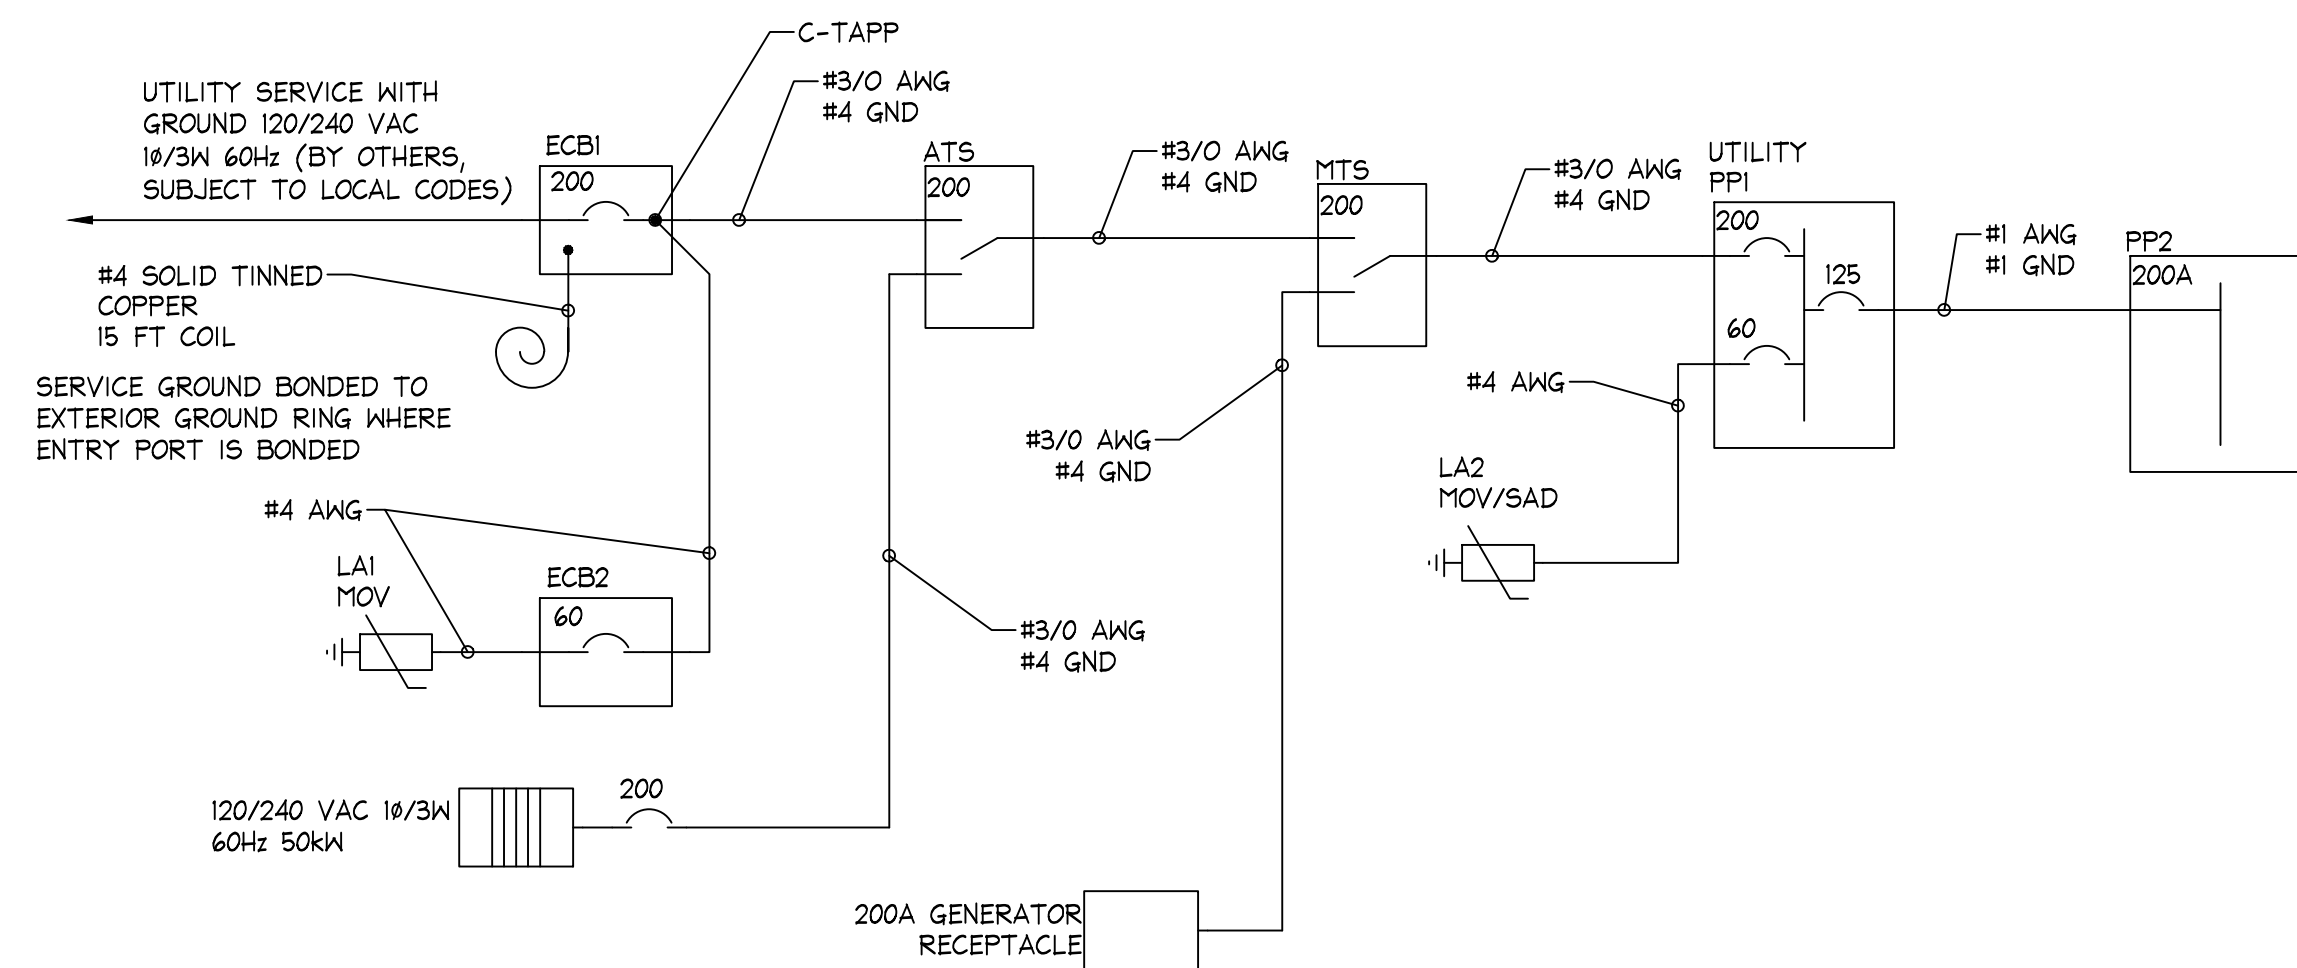 C-TAPP
#3/0 AWG
#4 GND
UTILITY SERVICE WITH
GROUND 120/240 VAC
1ø/3W 60Hz (BY OTHERS,
SUBJECT TO LOCAL CODES)
ECB1
200
ATS
200
#3/0 AWG
#4 GND
MTS
200
#3/0 AWG
#4 GND
UTILITY
PP1
200
125
60
#1 AWG
#1 GND
PP2
200A
#4 SOLID TINNED
COPPER
15 FT COIL
SERVICE GROUND BONDED TO
EXTERIOR GROUND RING WHERE
ENTRY PORT IS BONDED
#4 AWG
#3/0 AWG
#4 GND
LA2
MOV/SAD
#4 AWG
LA1
MOV
ECB2
60
#3/0 AWG
#4 GND
200
120/240 VAC 1ø/3W
60Hz 50kW
200A GENERATOR
RECEPTACLE